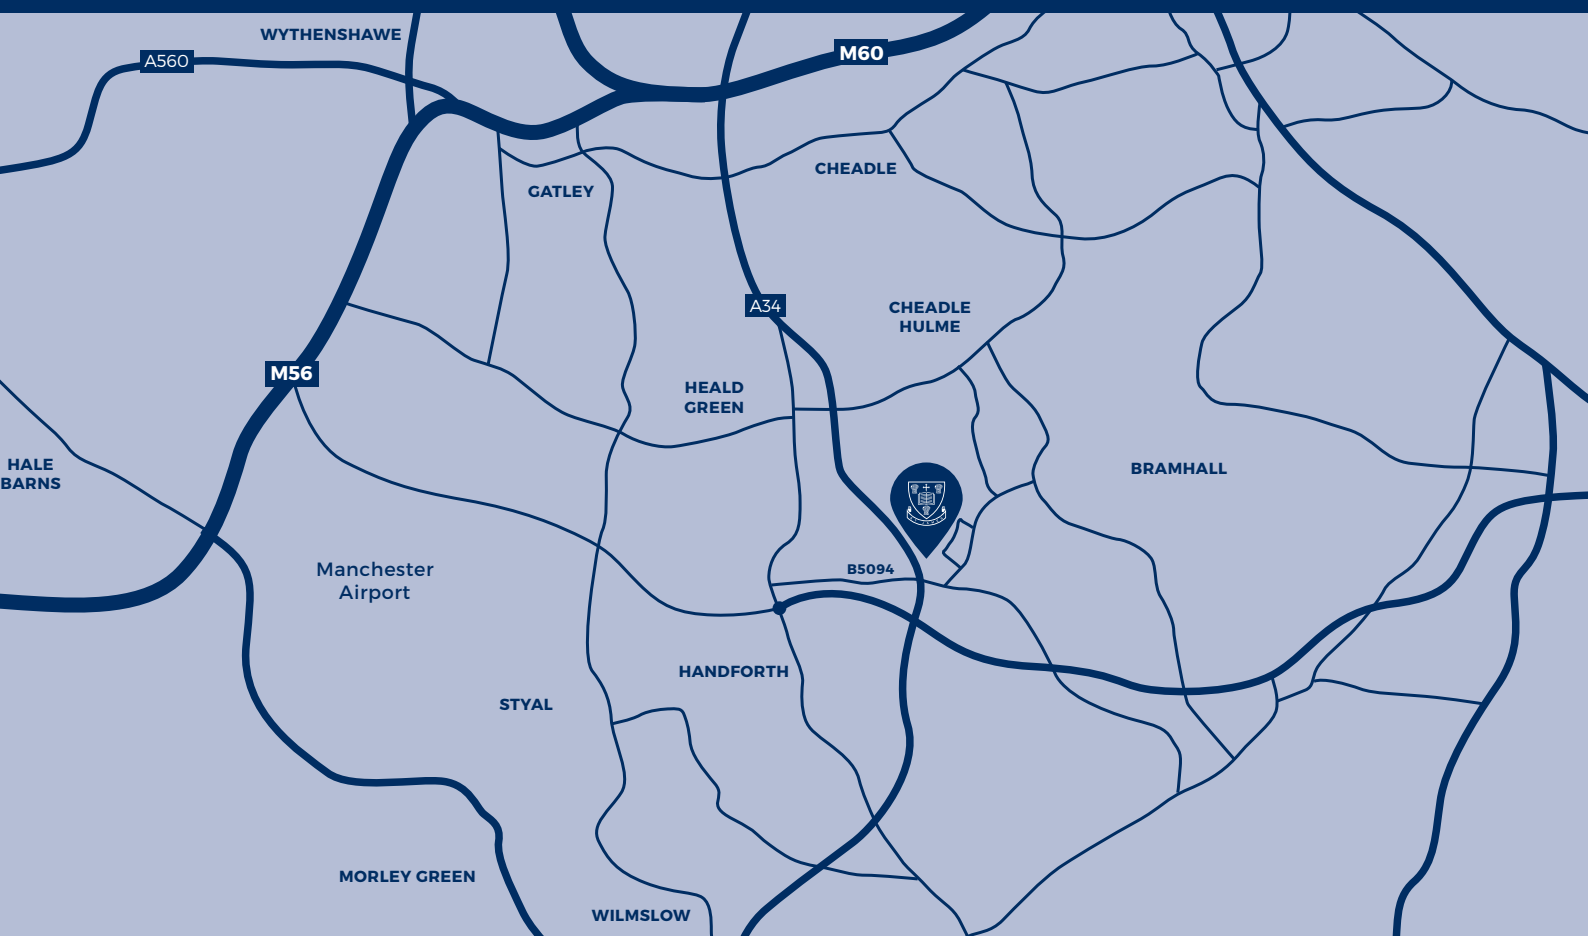 WYTHENSHAWE
A560
M60
CHEADLE
GATLEY
A34
CHEADLE
HULME
M56
HEALD
GREEN
HALE
BARNS
BRAMHALL
Manchester
Airport
B5094
HANDFORTH
STYAL
MORLEY GREEN
WILMSLOW